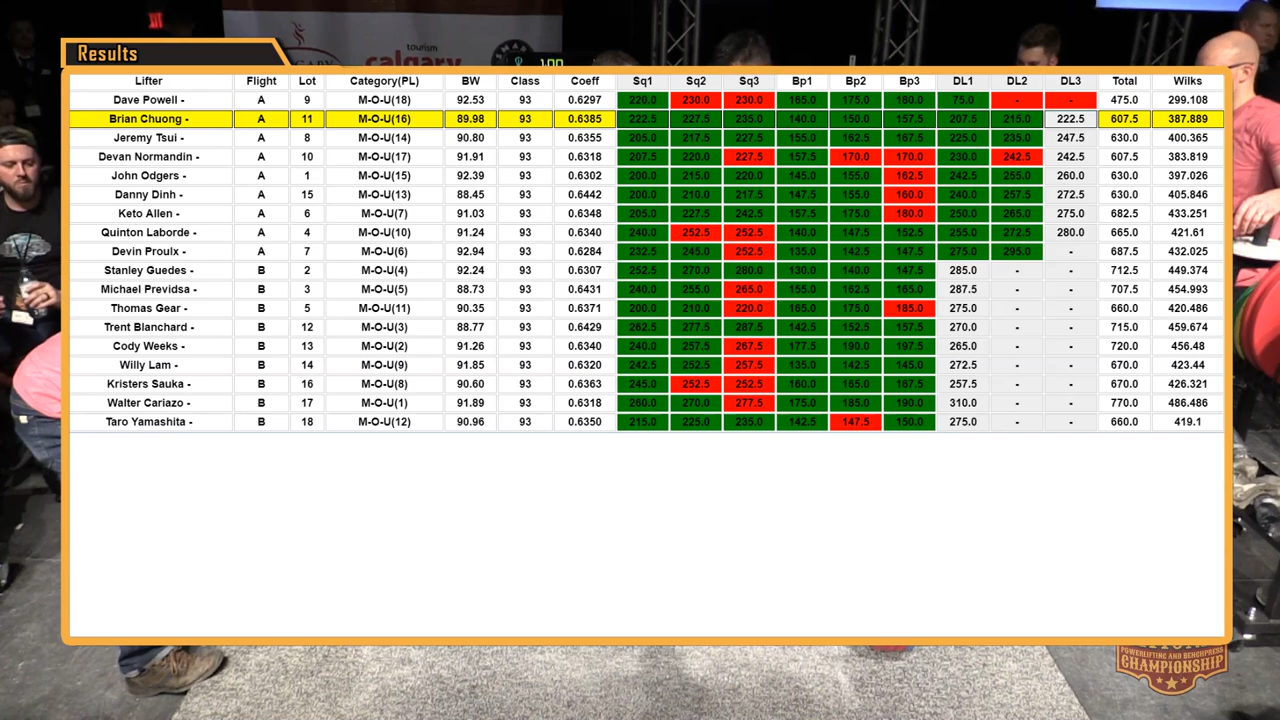 tourism
calgary
Results
Lifter Flight Lot Category(PL) BW Class Coeff Sq1 Sq2 Sq3 Bp1 Bp2 Bp3 DL1 DL2 DL3 Total Wilks
Dave Powell - A 9 M-O-U(18) 92.53 93 0.6297 220.0 230.0 230.0 165.0 175.0 180.0 75.0 - - 475.0 299.108
Brian Chuong - A 11 M-O-U(16) 89.98 93 0.6385 222.5 227.5 235.0 140.0 150.0 157.5 207.5 215.0 222.5 607.5 387.889
Jeremy Tsui - A 8 M-O-U(14) 90.80 93 0.6355 205.0 217.5 227.5 155.0 162.5 167.5 225.0 235.0 247.5 630.0 400.365
Devan Normandin - A 10 M-O-U(17) 91.91 93 0.6318 207.5 220.0 227.5 157.5 170.0 170.0 230.0 242.5 242.5 607.5 383.819
John Odgers - A 1 M-O-U(15) 92.39 93 0.6302 200.0 215.0 220.0 145.0 155.0 162.5 242.5 255.0 260.0 630.0 397.026
Danny Dinh - A 15 M-O-U(13) 88.45 93 0.6442 200.0 210.0 217.5 147.5 155.0 160.0 240.0 257.5 272.5 630.0 405.846
Keto Allen - A 6 M-O-U(7) 91.03 93 0.6348 205.0 227.5 242.5 157.5 175.0 180.0 250.0 265.0 275.0 682.5 433.251
Quinton Laborde - A 4 M-O-U(10) 91.24 93 0.6340 240.0 252.5 252.5 140.0 147.5 152.5 255.0 272.5 280.0 665.0 421.61
Devin Proulx - A 7 M-O-U(6) 92.94 93 0.6284 232.5 245.0 252.5 135.0 142.5 147.5 275.0 295.0 - 687.5 432.025
Stanley Guedes - B 2 M-O-U(4) 92.24 93 0.6307 252.5 270.0 280.0 130.0 140.0 147.5 285.0 - - 712.5 449.374
Michael Previdsa - B 3 M-O-U(5) 88.73 93 0.6431 240.0 255.0 265.0 155.0 162.5 165.0 287.5 - - 707.5 454.993
Thomas Gear - B 5 M-O-U(11) 90.35 93 0.6371 200.0 210.0 220.0 165.0 175.0 185.0 275.0 - - 660.0 420.486
Trent Blanchard - B 12 M-O-U(3) 88.77 93 0.6429 262.5 277.5 287.5 142.5 152.5 157.5 270.0 - - 715.0 459.674
Cody Weeks - B 13 M-O-U(2) 91.26 93 0.6340 240.0 257.5 267.5 177.5 190.0 197.5 265.0 - - 720.0 456.48
Willy Lam - B 14 M-O-U(9) 91.85 93 0.6320 242.5 252.5 257.5 135.0 142.5 145.0 272.5 - - 670.0 423.44
Kristers Sauka - B 16 M-O-U(8) 90.60 93 0.6363 245.0 252.5 252.5 160.0 165.0 167.5 257.5 - - 670.0 426.321
Walter Cariazo - B 17 M-O-U(1) 91.89 93 0.6318 260.0 270.0 277.5 175.0 185.0 190.0 310.0 - - 770.0 486.486
Taro Yamashita - B 18 M-O-U(12) 90.96 93 0.6350 215.0 225.0 235.0 142.5 147.5 150.0 275.0 - - 660.0 419.1
POWERLIFTING AND BENCHPRESS
CHAMPIONSHIP